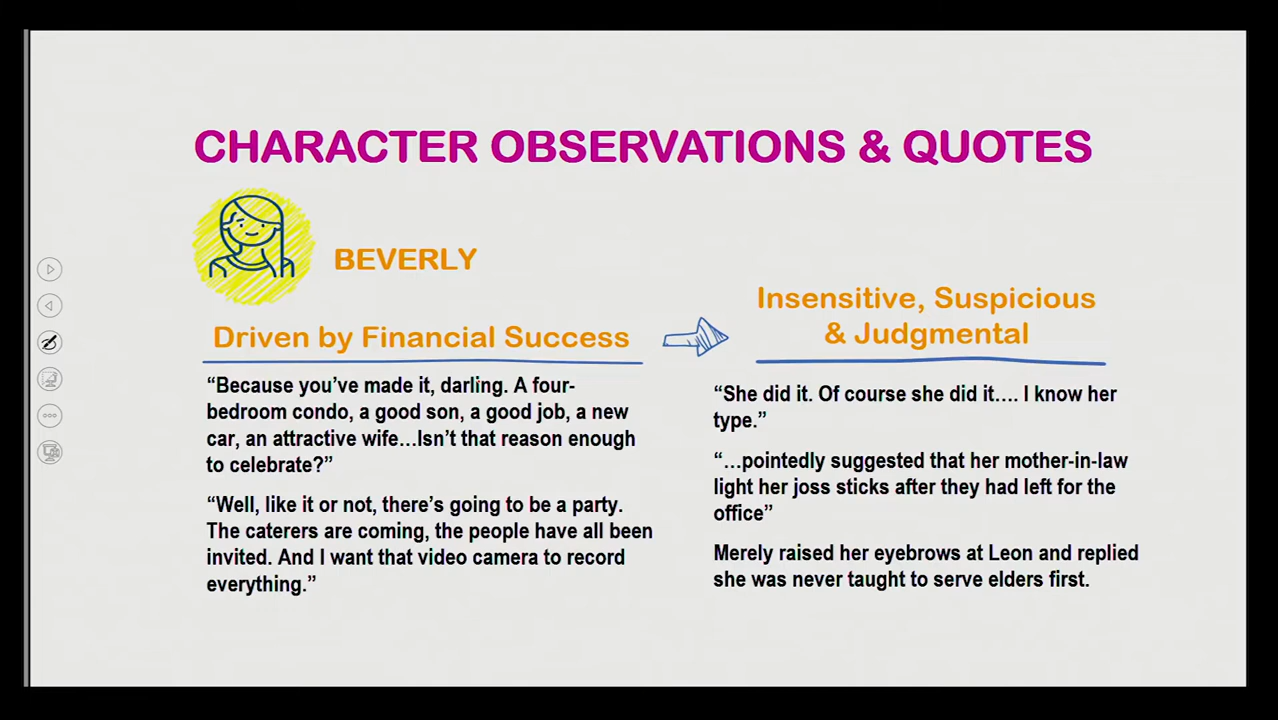 CHARACTER OBSERVATIONS & QUOTES
BEVERLY
Driven by Financial Success
“Because you’ve made it, darling. A four-
bedroom condo, a good son, a good job, a new
car, an attractive wife…Isn’t that reason enough
to celebrate?”
“Well, like it or not, there’s going to be a party.
The caterers are coming, the people have all been
invited. And I want that video camera to record
everything.”
Insensitive, Suspicious
& Judgmental
“She did it. Of course she did it…. I know her
type.”
“…pointedly suggested that her mother-in-law
light her joss sticks after they had left for the
office”
Merely raised her eyebrows at Leon and replied
she was never taught to serve elders first.